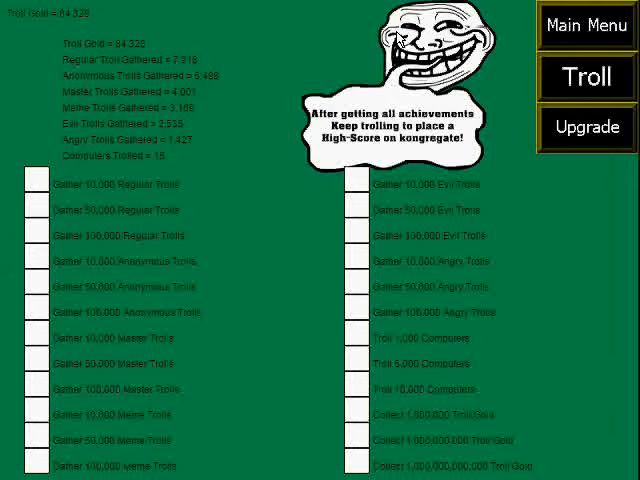 Troll Gold = 84,328
Main Menu
Troll
Upgrade
Troll Gold = 84,328
Regular Troll Gathered = 7,918
Anonymous Trolls Gathered = 5,468
Master Trolls Gathered = 4,001
Meme Trolls Gathered = 3,169
Evil Trolls Gathered = 2,535
Angry Trolls Gathered = 1,427
Computers Trolled = 15
After getting all achievements
Keep trolling to place a
High-Score on kongregate!
Gather 10,000 Regular Trolls
Gather 50,000 Regular Trolls
Gather 100,000 Regular Trolls
Gather 10,000 Anonymous Trolls
Gather 50,000 Anonymous Trolls
Gather 100,000 Anonymous Trolls
Gather 10,000 Master Trolls
Gather 50,000 Master Trolls
Gather 100,000 Master Trolls
Gather 10,000 Meme Trolls
Gather 50,000 Meme Trolls
Gather 100,000 Meme Trolls
Gather 10,000 Evil Trolls
Gather 50,000 Evil Trolls
Gather 100,000 Evil Trolls
Gather 10,000 Angry Trolls
Gather 50,000 Angry Trolls
Gather 100,000 Angry Trolls
Troll 1,000 Computers
Troll 5,000 Computers
Troll 10,000 Computers
Collect 1,000,000 Troll Gold
Collect 1,000,000,000 Troll Gold
Collect 1,000,000,000,000 Troll Gold